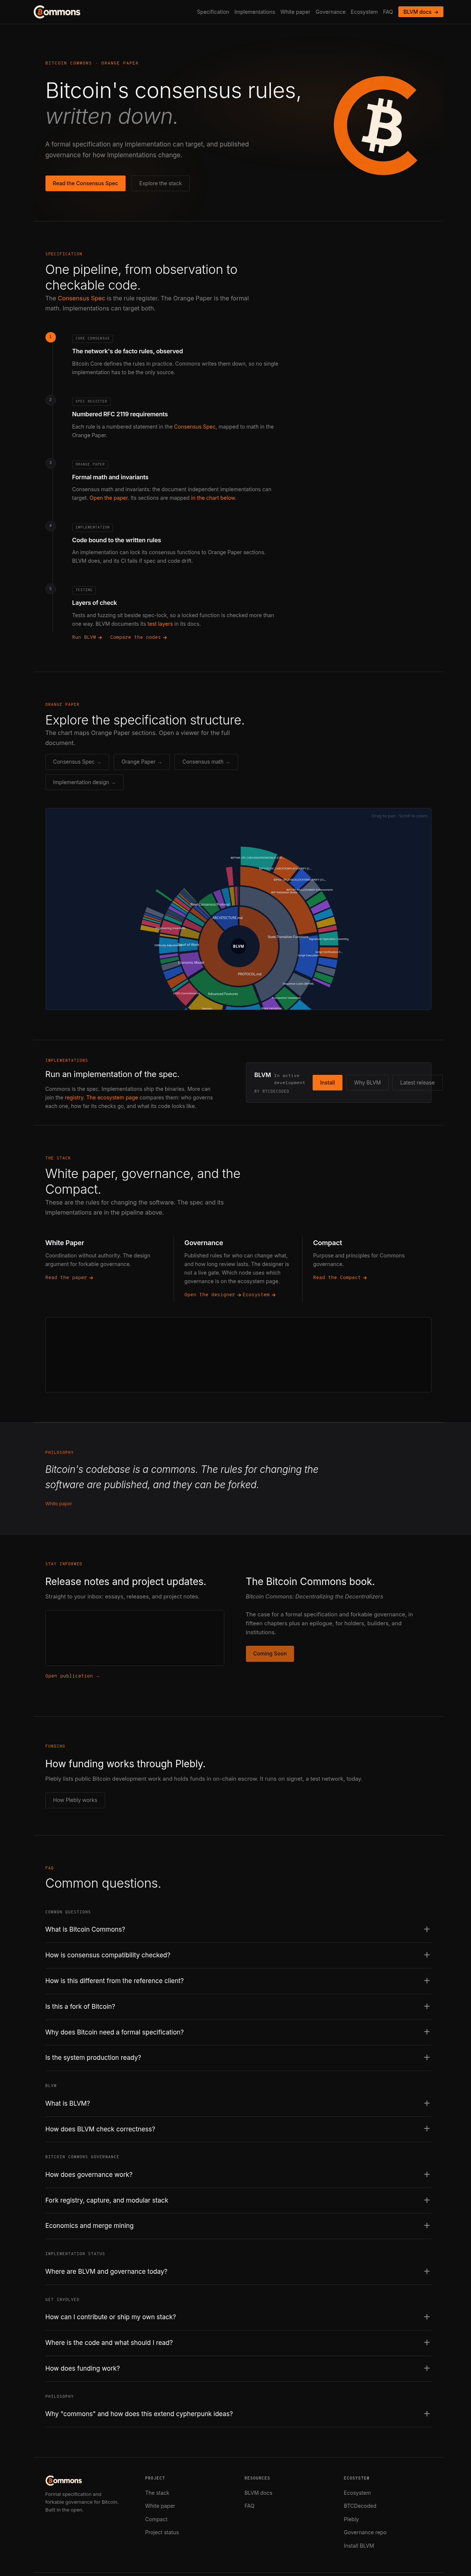 Commons
Specification Implementations White paper Governance Ecosystem FAQ BLVM docs →
BITCOIN COMMONS · ORANGE PAPER
Bitcoin's consensus rules,
written down.
A formal specification any implementation can target, and published
governance for how implementations change.
Read the Consensus Spec
Explore the stack
SPECIFICATION
One pipeline, from observation to
checkable code.
The Consensus Spec is the rule register. The Orange Paper is the formal
math. Implementations can target both.
1
CORE CONSENSUS
The network's de facto rules, observed
Bitcoin Core defines the rules in practice. Commons writes them down, so no single
implementation has to be the only source.
2
SPEC REGISTER
Numbered RFC 2119 requirements
Each rule is a numbered statement in the Consensus Spec, mapped to math in the
Orange Paper.
3
ORANGE PAPER
Formal math and invariants
Consensus math and invariants: the document independent implementations can
target. Open the paper. Its sections are mapped in the chart below.
4
IMPLEMENTATION
Code bound to the written rules
An implementation can lock its consensus functions to Orange Paper sections.
BLVM does, and its CI fails if spec and code drift.
5
TESTING
Layers of check
Tests and fuzzing sit beside spec-lock, so a locked function is checked more than
one way. BLVM documents its test layers in its docs.
Run BLVM → Compare the nodes →
ORANGE PAPER
Explore the specification structure.
The chart maps Orange Paper sections. Open a viewer for the full
document.
Consensus Spec →
Orange Paper →
Consensus math →
Implementation design →
Drag to pan · Scroll to zoom
ARCHITECTURE.md
State Transition Functions
Proof of Work
BLVM
Economic Model
PROTOCOL.md
Advanced Features
IMPLEMENTATIONS
Run an implementation of the spec.
Commons is the spec. Implementations ship the binaries. More can
join the registry. The ecosystem page compares them: who governs
each one, how far its checks go, and what its code looks like.
BLVM In active
development
BY BTCDECODED
Install
Why BLVM
Latest release
THE STACK
White paper, governance, and the
Compact.
These are the rules for changing the software. The spec and its
implementations are in the pipeline above.
White Paper
Coordination without authority. The design
argument for forkable governance.
Read the paper →
Governance
Published rules for who can change what,
and how long review lasts. The designer is
not a live gate. Which node uses which
governance is on the ecosystem page.
Open the designer → Ecosystem →
Compact
Purpose and principles for Commons
governance.
Read the Compact →
PHILOSOPHY
Bitcoin's codebase is a commons. The rules for changing the
software are published, and they can be forked.
White paper
STAY INFORMED
Release notes and project updates.
Straight to your inbox: essays, releases, and project notes.
Open publication →
The Bitcoin Commons book.
Bitcoin Commons: Decentralizing the Decentralizers
The case for a formal specification and forkable governance, in
fifteen chapters plus an epilogue, for holders, builders, and
institutions.
Coming Soon
FUNDING
How funding works through Plebly.
Plebly lists public Bitcoin development work and holds funds in on-chain escrow. It runs on signet, a test network, today.
How Plebly works
FAQ
Common questions.
COMMON QUESTIONS
What is Bitcoin Commons?
How is consensus compatibility checked?
How is this different from the reference client?
Is this a fork of Bitcoin?
Why does Bitcoin need a formal specification?
Is the system production ready?
BLVM
What is BLVM?
How does BLVM check correctness?
BITCOIN COMMONS GOVERNANCE
How does governance work?
Fork registry, capture, and modular stack
Economics and merge mining
IMPLEMENTATION STATUS
Where are BLVM and governance today?
GET INVOLVED
How can I contribute or ship my own stack?
Where is the code and what should I read?
How does funding work?
PHILOSOPHY
Why "commons" and how does this extend cypherpunk ideas?
Commons
Formal specification and
forkable governance for Bitcoin.
Built in the open.
PROJECT
The stack
White paper
Compact
Project status
RESOURCES
BLVM docs
FAQ
ECOSYSTEM
Ecosystem
BTCDecoded
Plebly
Governance repo
Install BLVM